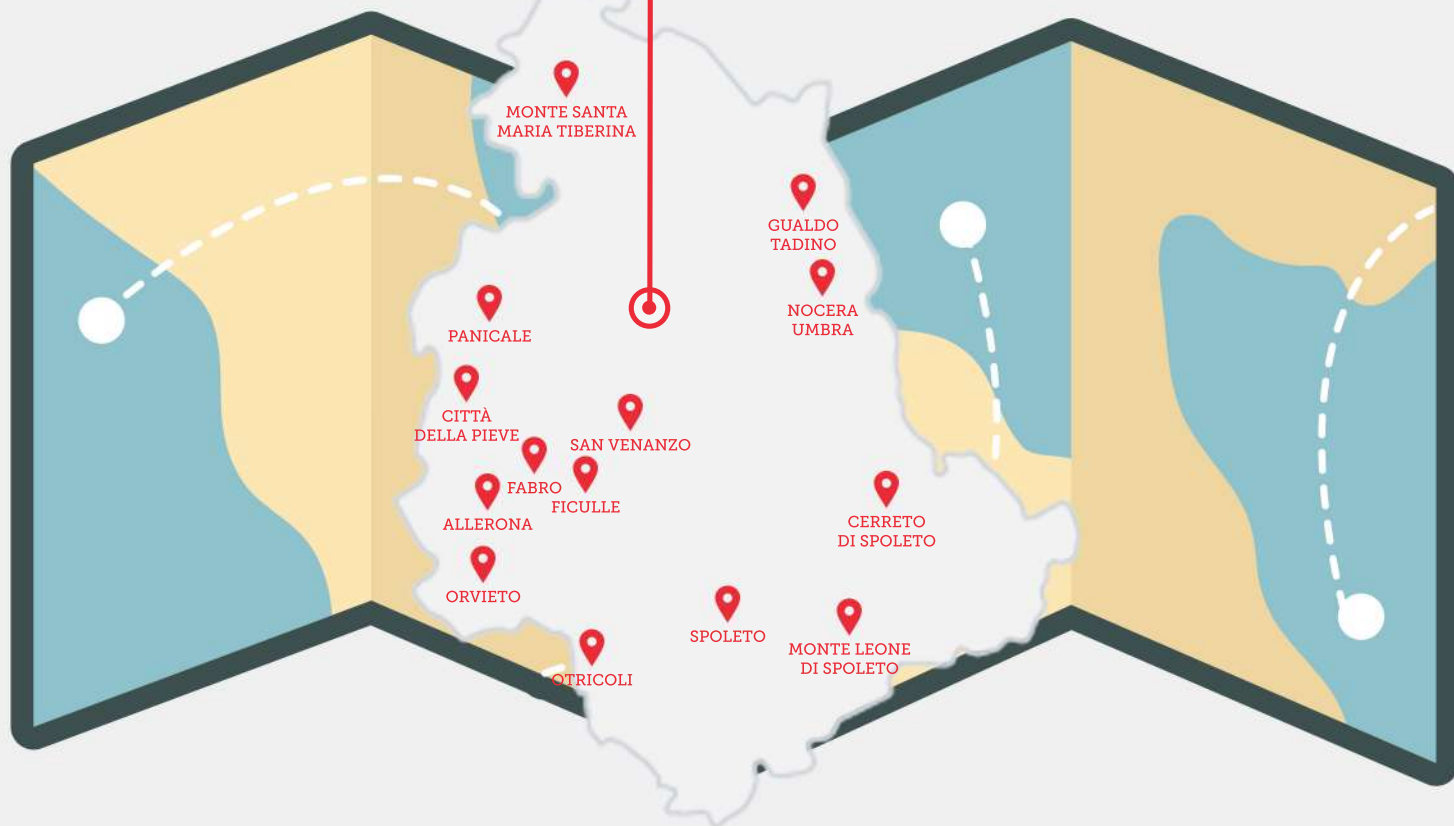 MONTE SANTA
MARIA TIBERINA
GUALDO
TADINO
NOCERA
UMBRA
PANICALE
CITTÀ
DELLA PIEVE
SAN VENANZO
FABRO
FICULLE
ALLERONA
CERRETO
DI SPOLETO
ORVIETO
SPOLETO
MONTE LEONE
DI SPOLETO
OTRICOLI